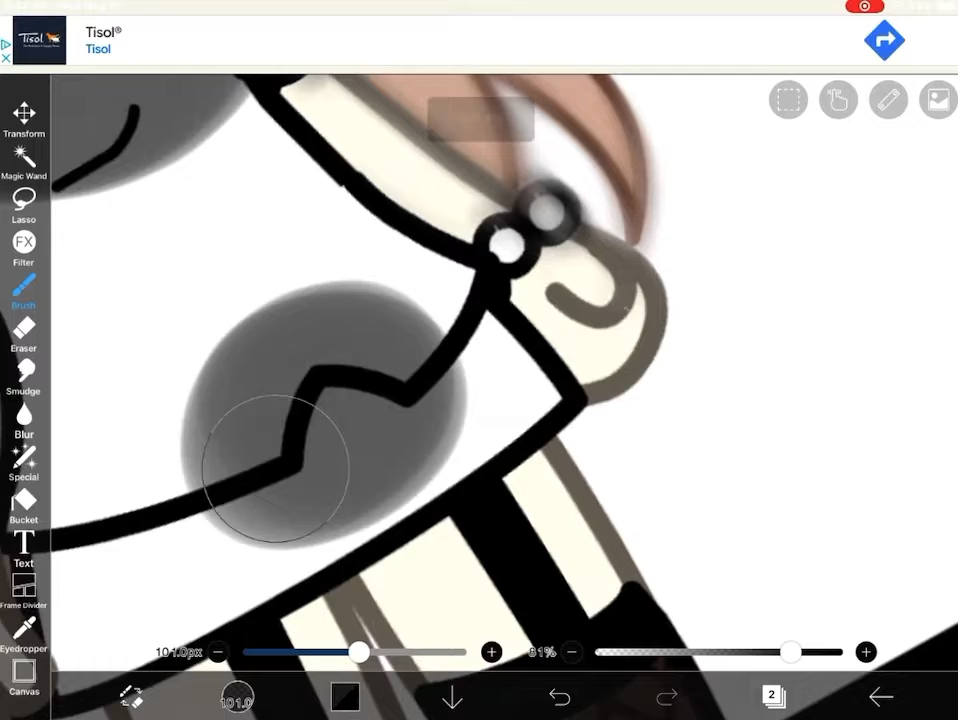 Tisol
Tisol®
Tisol
Transform
Magic Wand
Lasso
FX
Filter
Brush
Eraser
Smudge
Blur
Special
Bucket
T
Text
Frame Divider
Eyedropper
Canvas
101.0px
81%
101.0
2